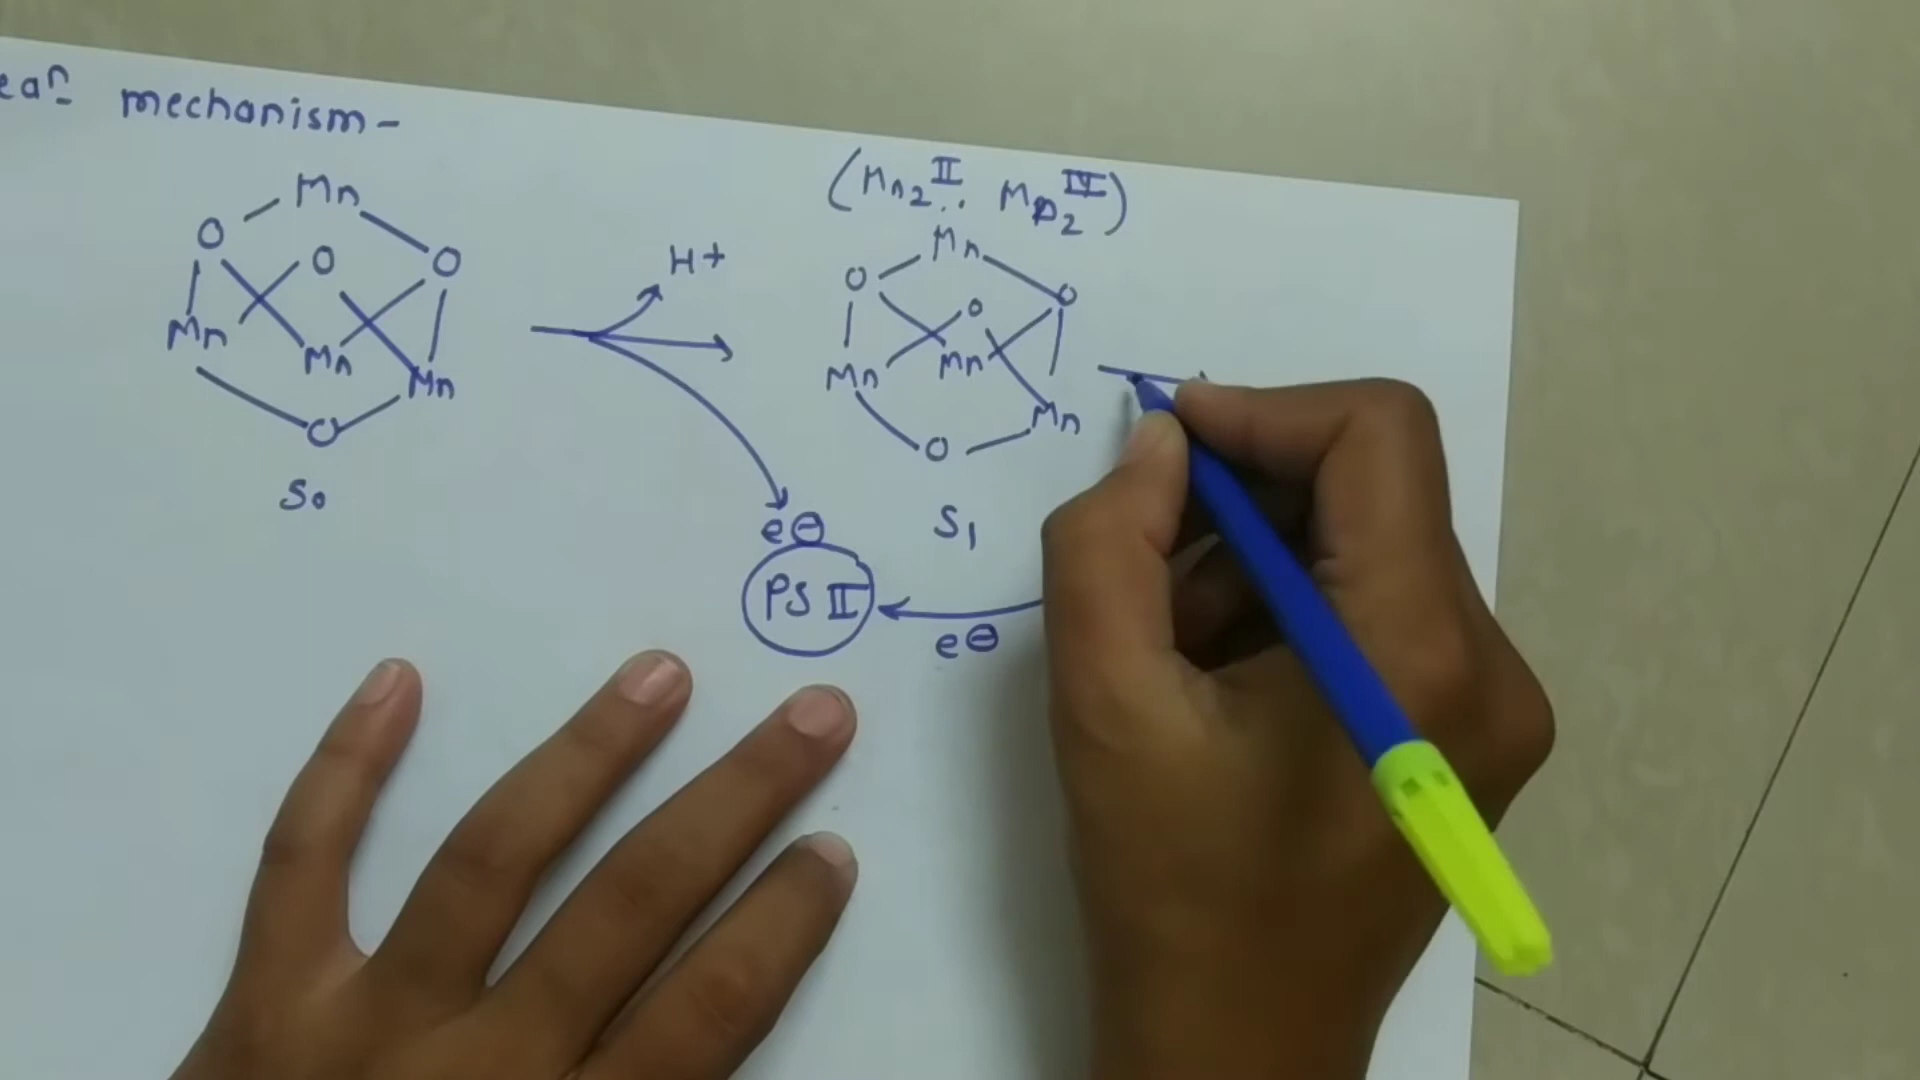 mechanism-
(Mn2II.. Mn2IV)
Mn
O O O
Mn Mn Mn
O
S0
H+
Mn
O O O
Mn Mn Mn
O
S1
e⊖
PS II
e⊖